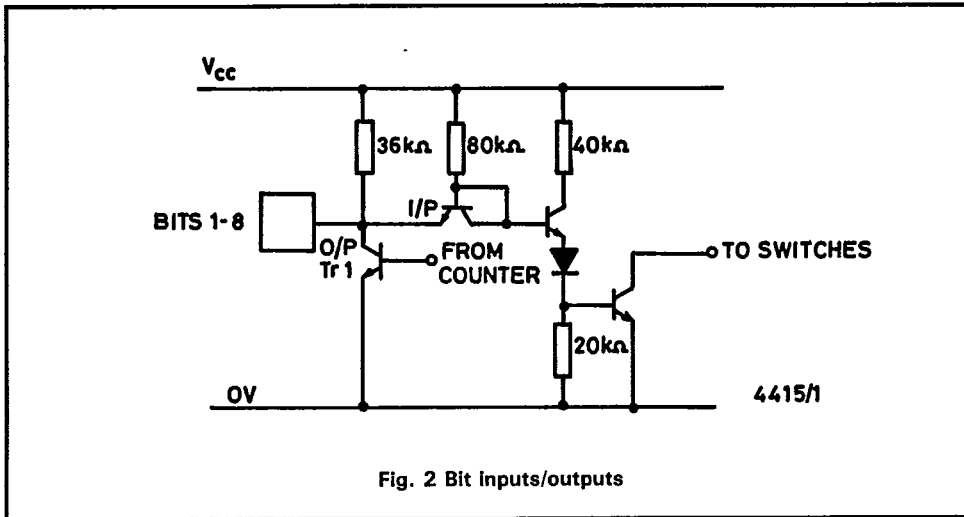 Vcc
36kΩ
80kΩ
40kΩ
I/P
BITS 1-8
O/P
Tr 1
FROM
COUNTER
TO SWITCHES
20kΩ
0V
4415/1
Fig. 2 Bit inputs/outputs